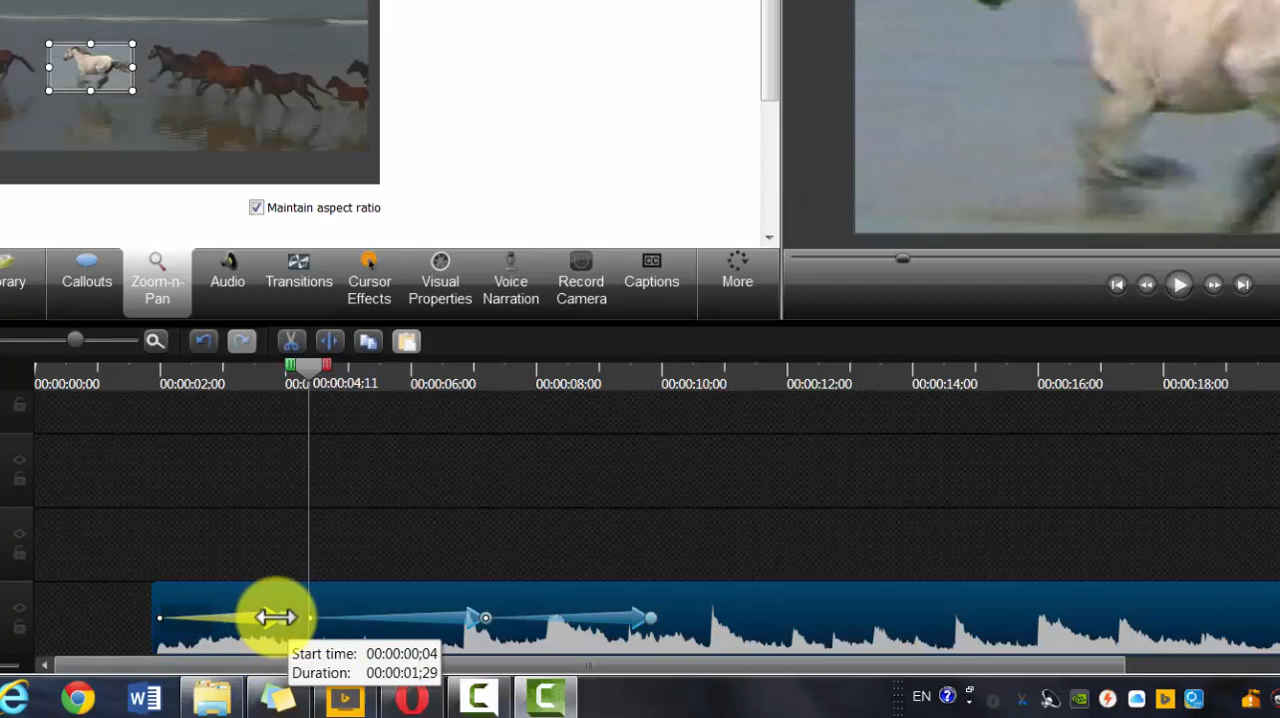 Maintain aspect ratio
rary
Callouts
Zoom-n-
Pan
Audio
Transitions
Cursor
Effects
Visual
Properties
Voice
Narration
Record
Camera
Captions
More
00:00:00;00
00:00:02;00
00:0
00:00:04;11
00:00:06;00
00:00:08;00
00:00:10;00
00:00:12;00
00:00:14;00
00:00:16;00
00:00:18;00
Start time: 00:00:00;04
Duration: 00:00:01;29
EN